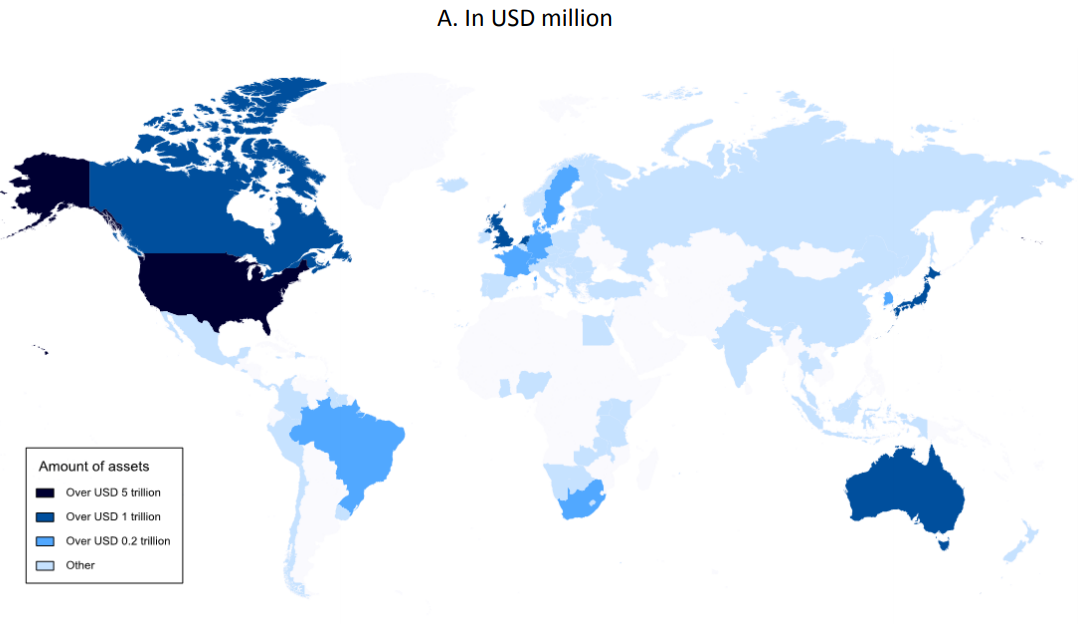 A. In USD million
Amount of assets
Over USD 5 trillion
Over USD 1 trillion
Over USD 0.2 trillion
Other